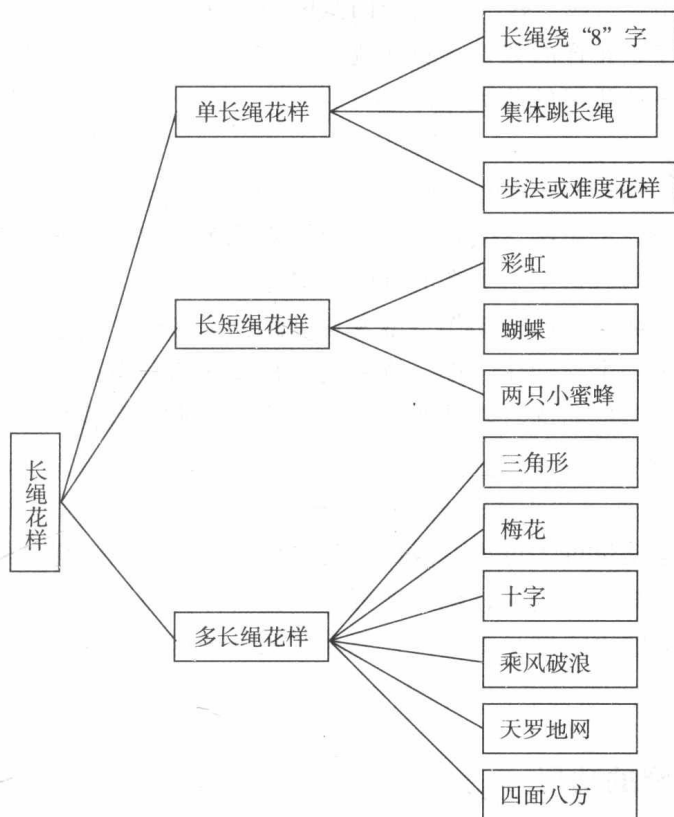 长绳花样
单长绳花样
长绳绕“8”字
集体跳长绳
步法或难度花样
长短绳花样
彩虹
蝴蝶
两只小蜜蜂
多长绳花样
三角形
梅花
十字
乘风破浪
天罗地网
四面八方